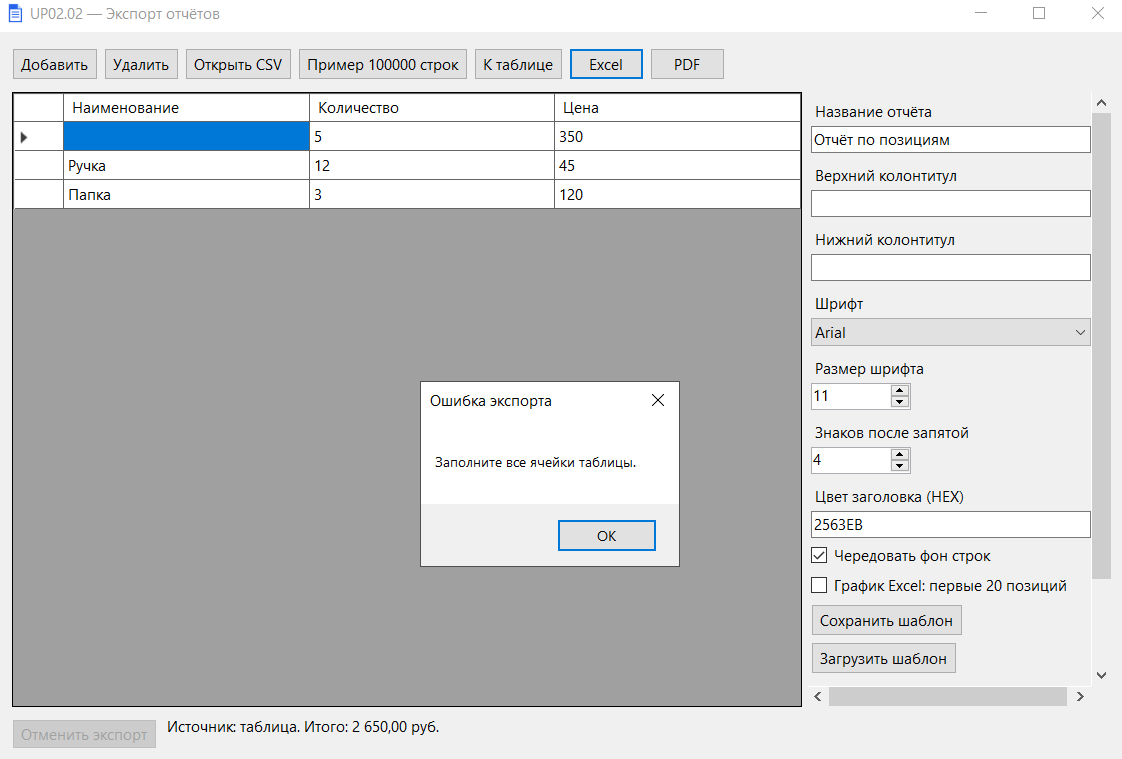 UP02.02 — Экспорт отчётов
Добавить Удалить Открыть CSV Пример 100000 строк К таблице Excel PDF
Наименование Количество Цена
5 350
Ручка 12 45
Папка 3 120
Название отчёта
Отчёт по позициям
Верхний колонтитул
Нижний колонтитул
Шрифт
Arial
Размер шрифта
11
Знаков после запятой
4
Цвет заголовка (HEX)
2563EB
Чередовать фон строк
График Excel: первые 20 позиций
Сохранить шаблон
Загрузить шаблон
Ошибка экспорта
Заполните все ячейки таблицы.
ОК
Отменить экспорт Источник: таблица. Итого: 2 650,00 руб.